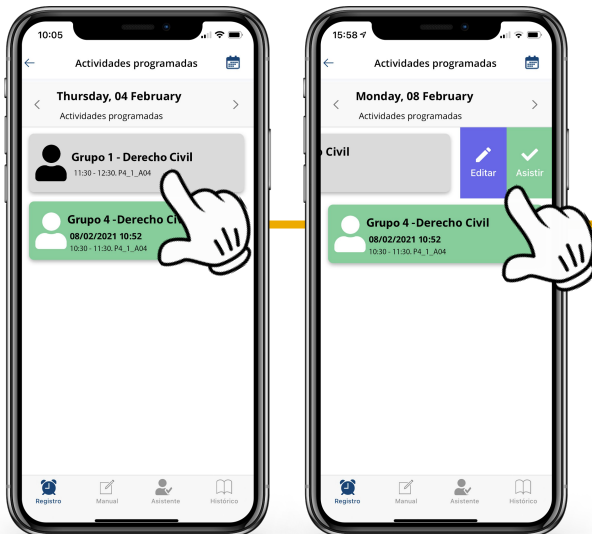 10:05
Actividades programadas
Thursday, 04 February
Actividades programadas
Grupo 1 - Derecho Civil
11:30 - 12:30. P4_1_A04
Grupo 4 -Derecho Ci
08/02/2021 10:52
10:30 - 11:30. P4_1_A04
Registro
Manual
Asistente
Histórico
15:58
Actividades programadas
Monday, 08 February
Actividades programadas
Civil
Editar
Asistir
Grupo 4 -Derecho Civil
08/02/2021 10:52
10:30 - 11:30. P4_1_A04
Registro
Manual
Asistente
Histórico